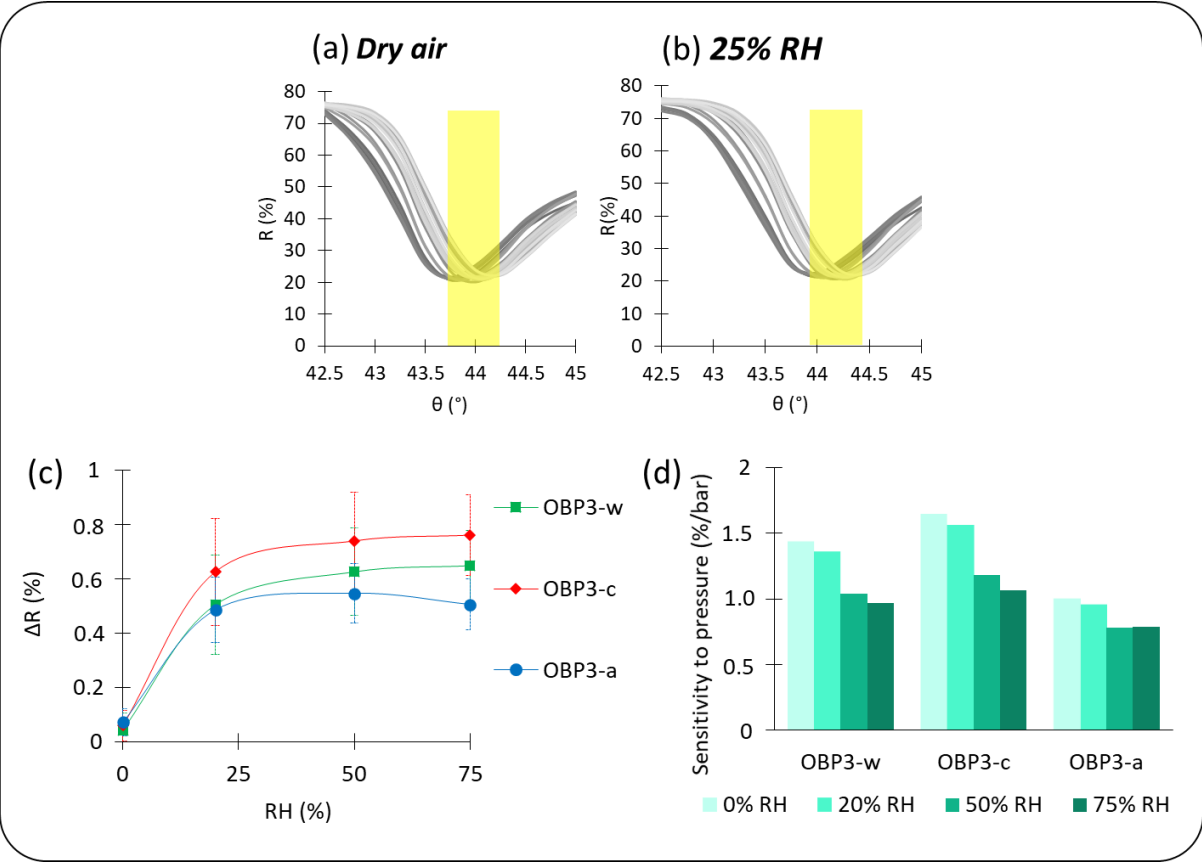 (a) Dry air
(b) 25% RH
80
70
60
50
40
30
20
10
0
R (%)
42.5 43 43.5 44 44.5 45
θ (°)
80
70
60
50
40
30
20
10
0
R(%)
42.5 43 43.5 44 44.5 45
θ (°)
(c)
1
0.8
0.6
0.4
0.2
0
ΔR (%)
0 25 50 75
RH (%)
OBP3-w
OBP3-c
OBP3-a
(d)
2
1.5
1.0
0.5
0
Sensitivity to pressure (%/bar)
OBP3-w OBP3-c OBP3-a
0% RH 20% RH 50% RH 75% RH